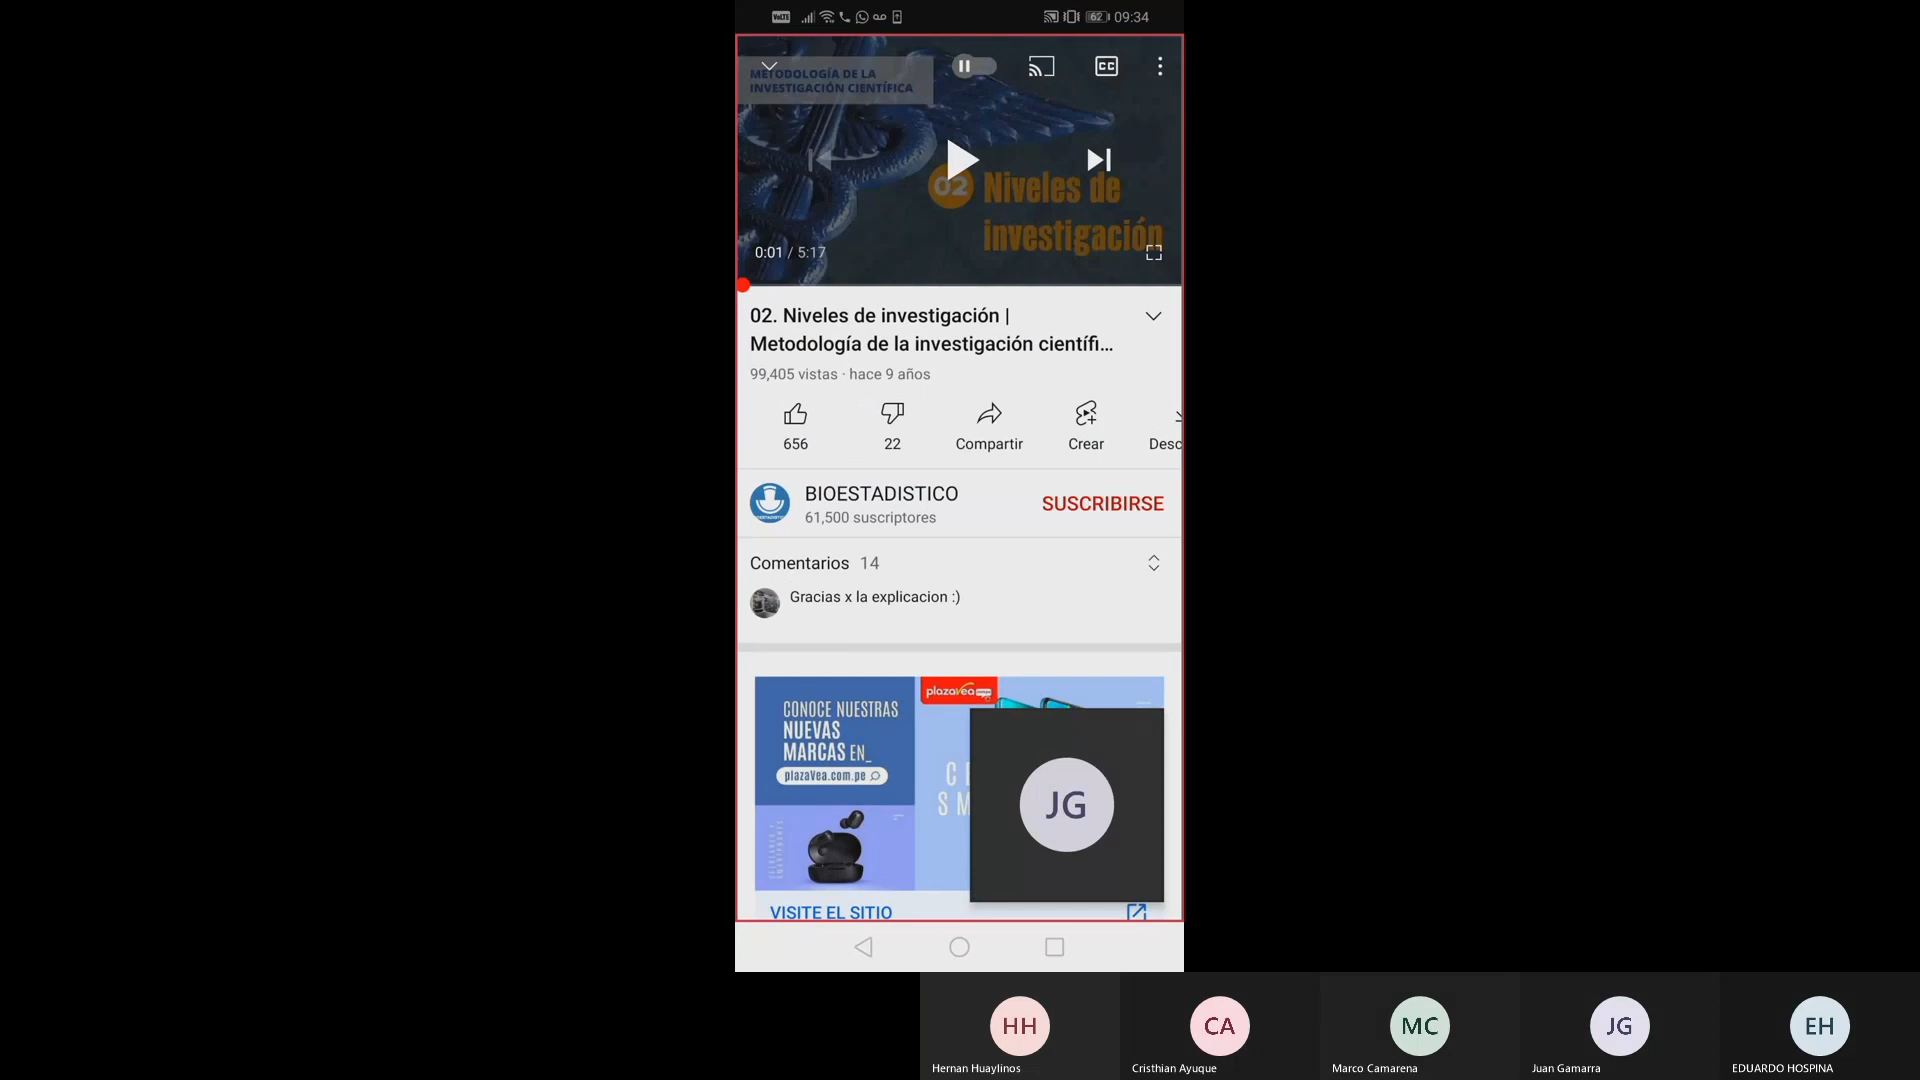 VoLTE
62 09:34
METODOLOGÍA DE LA
INVESTIGACIÓN CIENTÍFICA
CC
02 Niveles de
investigación
0:01 / 5:17
02. Niveles de investigación |
Metodología de la investigación científi...
99,405 vistas · hace 9 años
656
22
Compartir
Crear
Desc
BIOESTADISTICO
61,500 suscriptores
SUSCRIBIRSE
Comentarios 14
Gracias x la explicacion :)
CONOCE NUESTRAS
NUEVAS
MARCAS EN_
plazaVea.com.pe
plazaVea
C E
S M
JG
VISITE EL SITIO
HH
CA
MC
JG
EH
Hernan Huaylinos
Cristhian Ayuque
Marco Camarena
Juan Gamarra
EDUARDO HOSPINA